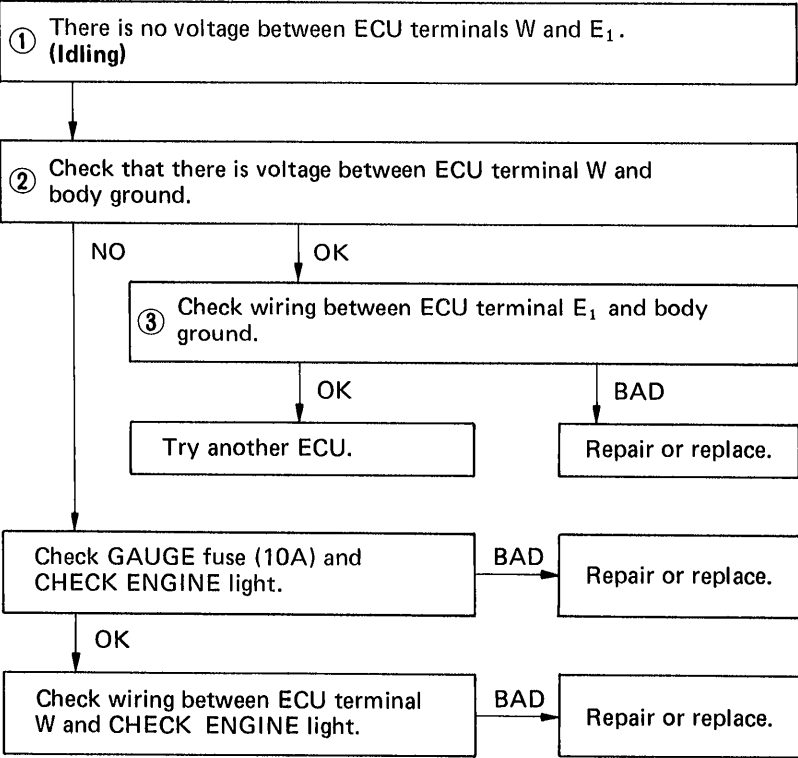 ① There is no voltage between ECU terminals W and E₁.
(Idling)
② Check that there is voltage between ECU terminal W and
body ground.
NO
OK
③ Check wiring between ECU terminal E₁ and body
ground.
OK
BAD
Try another ECU.
Repair or replace.
Check GAUGE fuse (10A) and
CHECK ENGINE light.
BAD
Repair or replace.
OK
Check wiring between ECU terminal
W and CHECK ENGINE light.
BAD
Repair or replace.